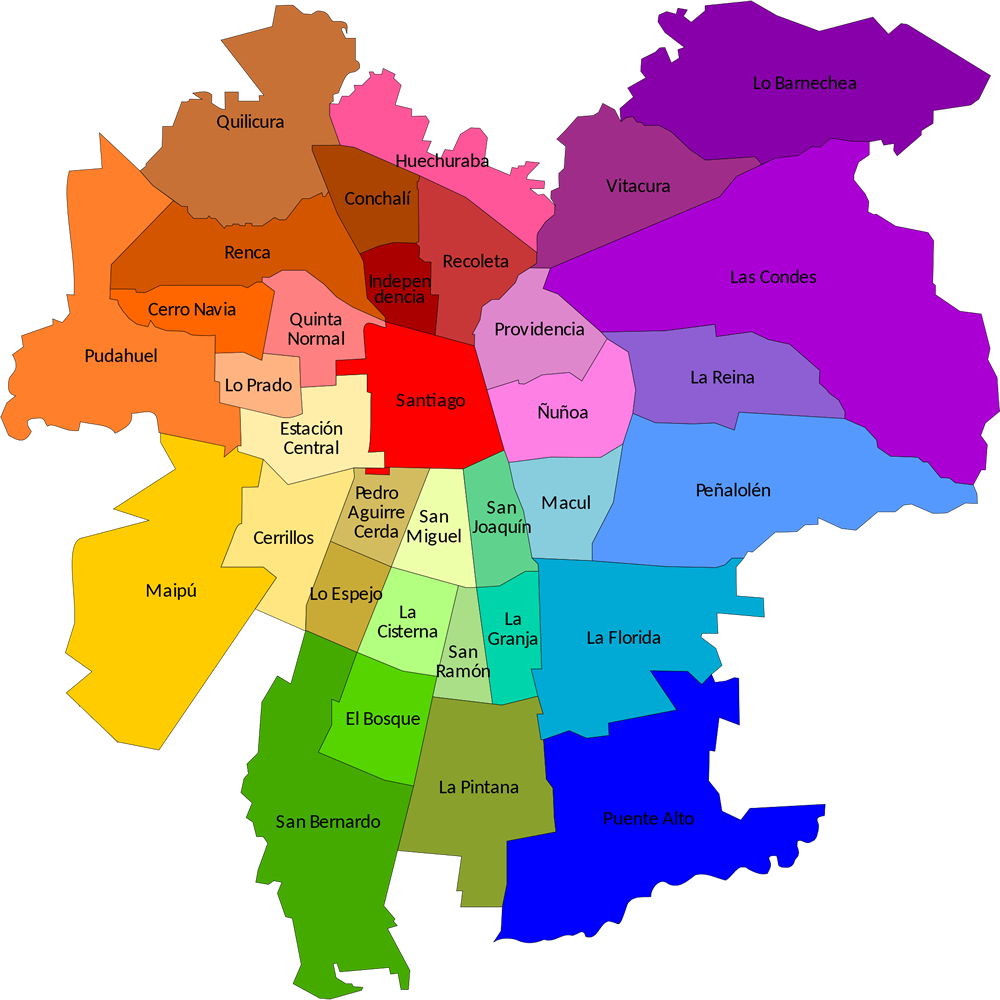 Lo Barnechea
Quilicura
Huechuraba
Vitacura
Conchalí
Renca
Recoleta
Las Condes
Indepen
dencia
Cerro Navia
Quinta
Normal
Providencia
Pudahuel
Lo Prado
La Reina
Santiago
Ñuñoa
Estación
Central
Peñalolén
Pedro
Aguirre
Cerda
San
Miguel
San
Joaquín
Macul
Cerrillos
Maipú
Lo Espejo
La
Cisterna
La
Granja
La Florida
San
Ramón
El Bosque
La Pintana
San Bernardo
Puente Alto